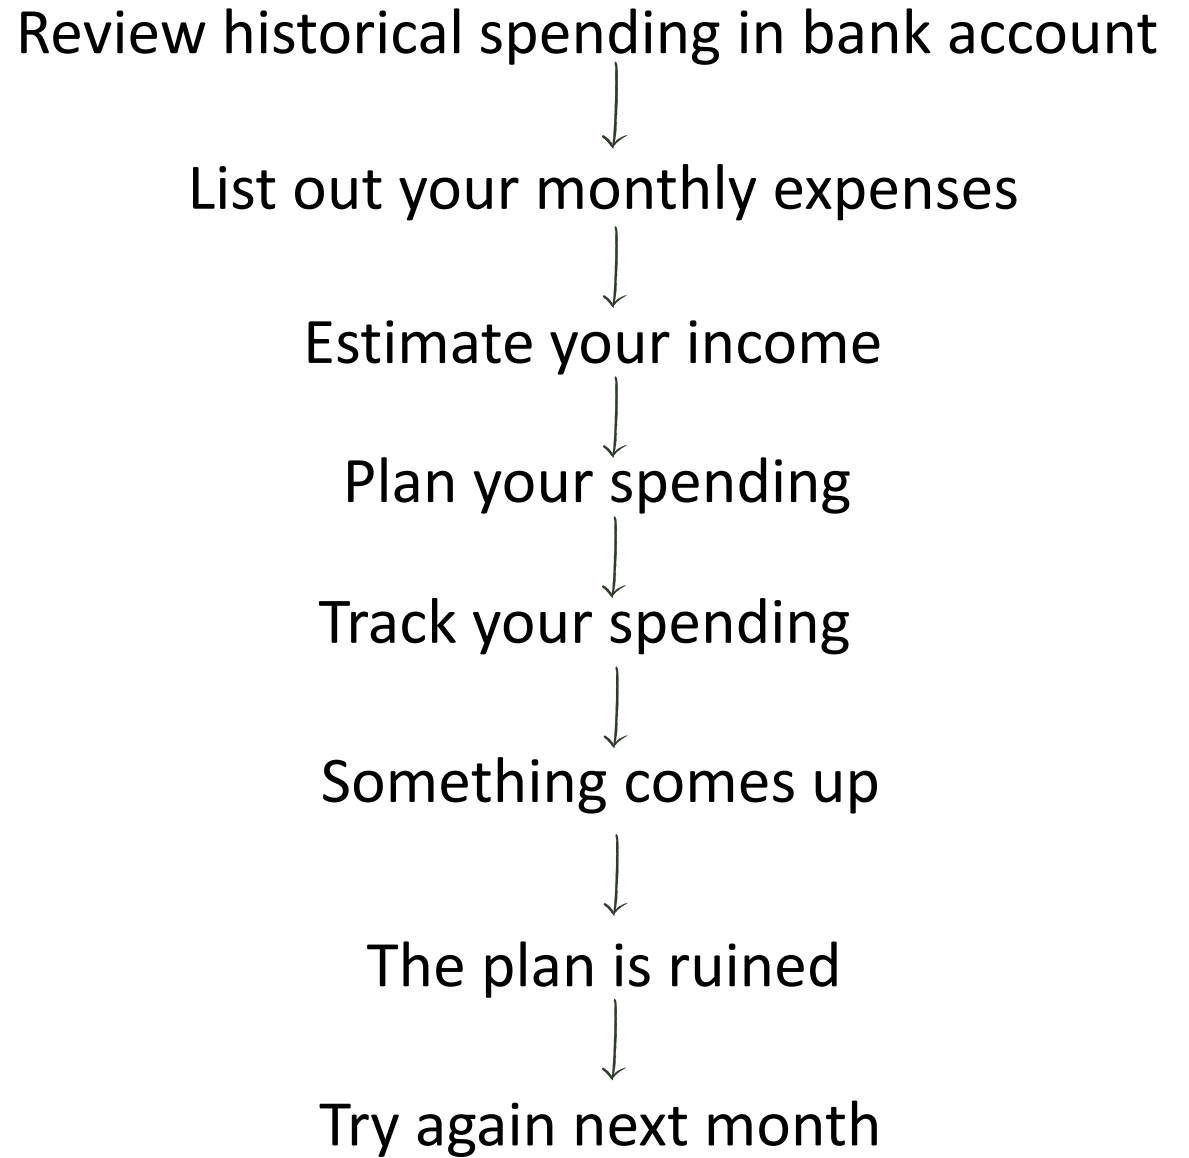 Review historical spending in bank account
List out your monthly expenses
Estimate your income
Plan your spending
Track your spending
Something comes up
The plan is ruined
Try again next month